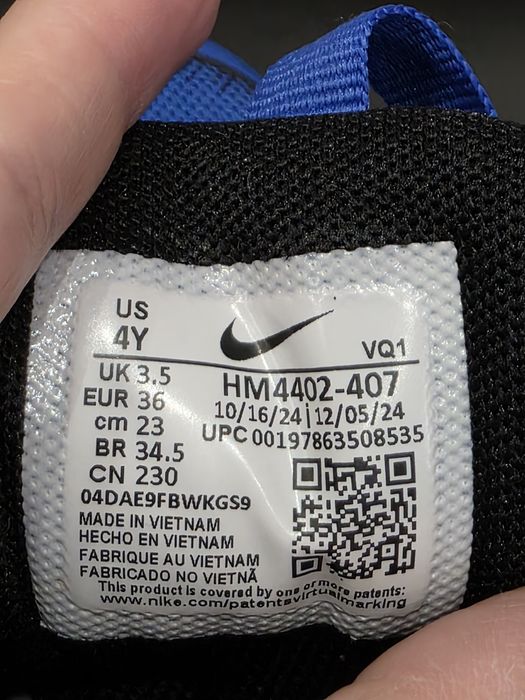 US
4Y
VQ1
UK 3.5
HM4402-407
EUR 36
10/16/24|12/05/24
cm 23
UPC 00197863508535
BR 34.5
CN 230
04DAE9FBWKGS9
MADE IN VIETNAM
HECHO EN VIETNAM
FABRIQUE AU VIETNAM
FABRICADO NO VIETNÃ
This product is covered by one or more patents:
www.nike.com/patentsvirtualmarking